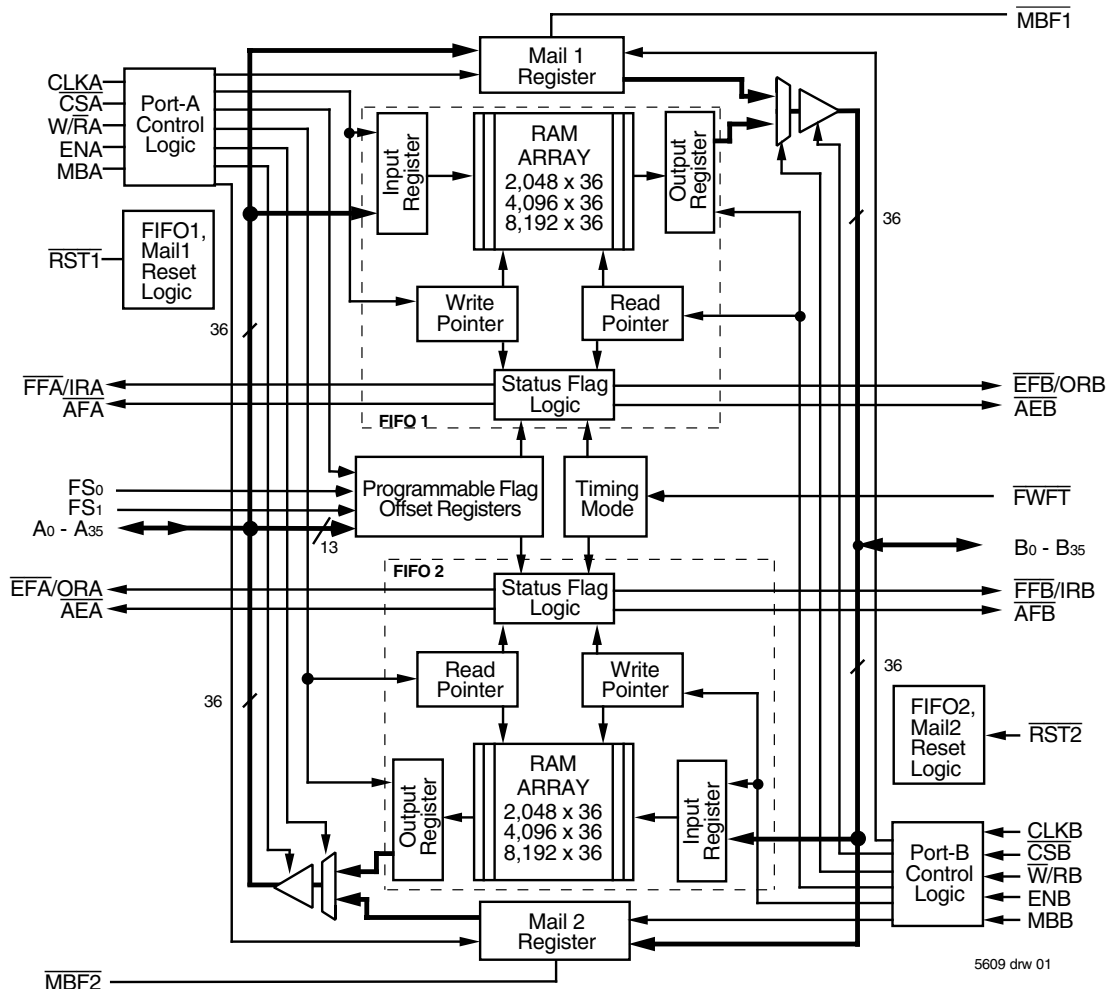 MBF1
Mail 1
Register
CLKA
CSA
W/RA
ENA
MBA
Port-A
Control
Logic
RAM
ARRAY
2,048 x 36
4,096 x 36
8,192 x 36
Input
Register
Output
Register
36
RST1
FIFO1,
Mail1
Reset
Logic
Write
Pointer
Read
Pointer
36
FFA/IRA
AFA
Status Flag
Logic
EFB/ORB
AEB
FIFO 1
FS0
FS1
A0 - A35
Programmable Flag
Offset Registers
Timing
Mode
FWFT
13
B0 - B35
EFA/ORA
AEA
FIFO 2
Status Flag
Logic
FFB/IRB
AFB
Read
Pointer
Write
Pointer
36
36
FIFO2,
Mail2
Reset
Logic
RST2
RAM
ARRAY
2,048 x 36
4,096 x 36
8,192 x 36
Output
Register
Input
Register
Port-B
Control
Logic
CLKB
CSB
W/RB
ENB
MBB
Mail 2
Register
MBF2
5609 drw 01